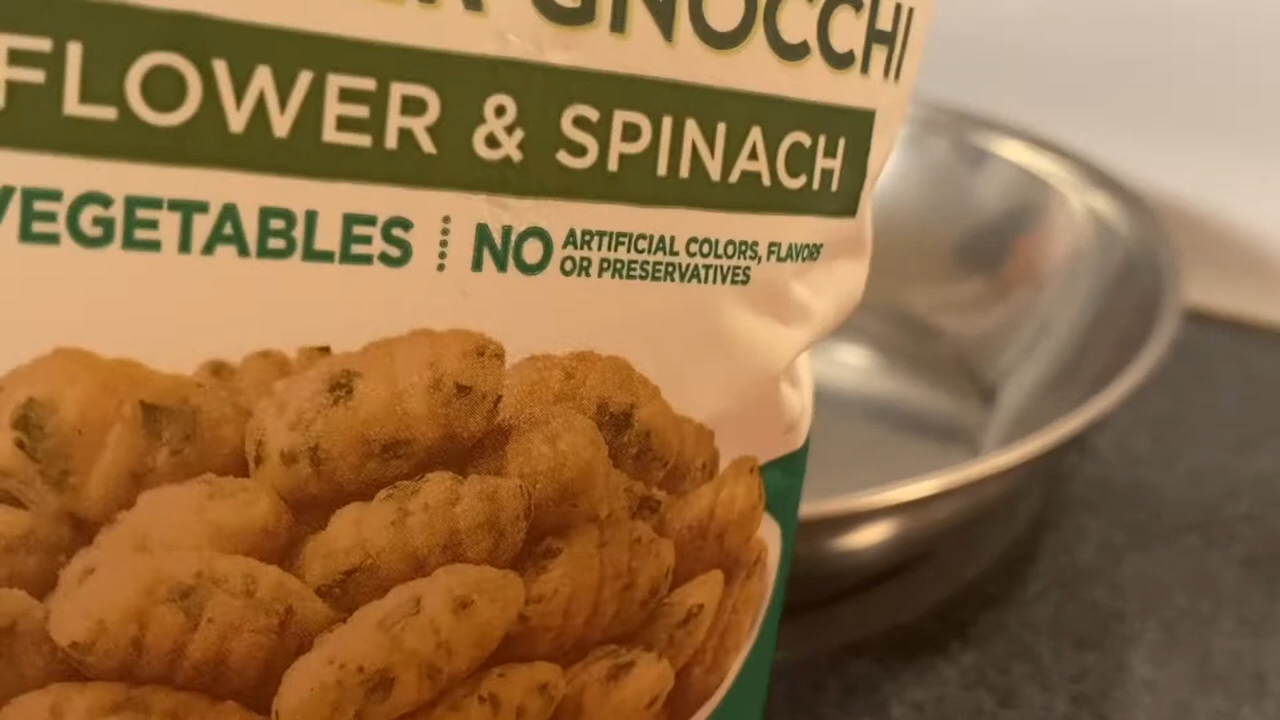 GNOCCHI
FLOWER & SPINACH
VEGETABLES
NO ARTIFICIAL COLORS, FLAVORS
OR PRESERVATIVES